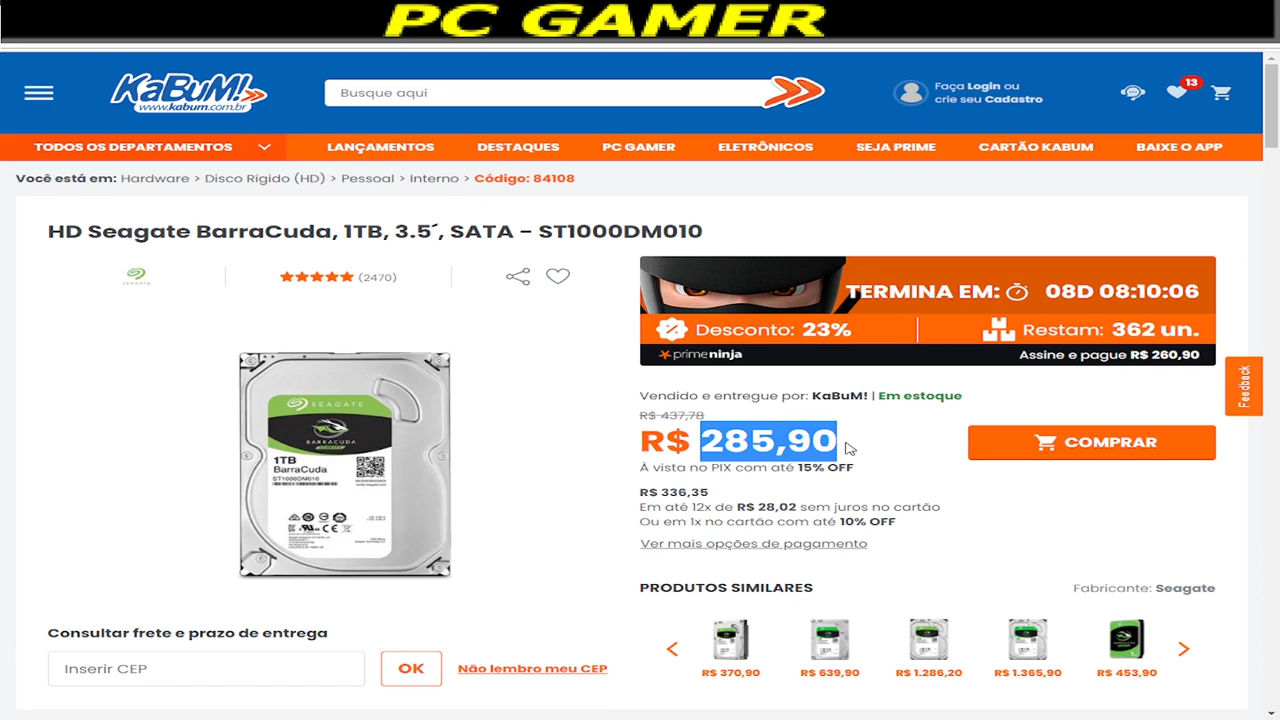 PC GAMER
KaBuM!
www.kabum.com.br
Busque aqui
Faça Login ou
crie seu Cadastro
13
TODOS OS DEPARTAMENTOS
LANÇAMENTOS
DESTAQUES
PC GAMER
ELETRÔNICOS
SEJA PRIME
CARTÃO KABUM
BAIXE O APP
Você está em: Hardware > Disco Rígido (HD) > Pessoal > Interno > Código: 84108
HD Seagate BarraCuda, 1TB, 3.5´, SATA - ST1000DM010
SEAGATE
(2470)
TERMINA EM: 08D 08:10:06
Desconto: 23%
Restam: 362 un.
prime ninja
Assine e pague R$ 260,90
Vendido e entregue por: KaBuM! | Em estoque
R$ 437,78
R$ 285,90
COMPRAR
À vista no PIX com até 15% OFF
R$ 336,35
Em até 12x de R$ 28,02 sem juros no cartão
Ou em 1x no cartão com até 10% OFF
Ver mais opções de pagamento
Feedback
SEAGATE
BARRACUDA
1TB
BarraCuda
ST1000DM010
PRODUTOS SIMILARES
Fabricante: Seagate
R$ 370,90
R$ 639,90
R$ 1.286,20
R$ 1.365,90
R$ 453,90
Consultar frete e prazo de entrega
Inserir CEP
OK
Não lembro meu CEP